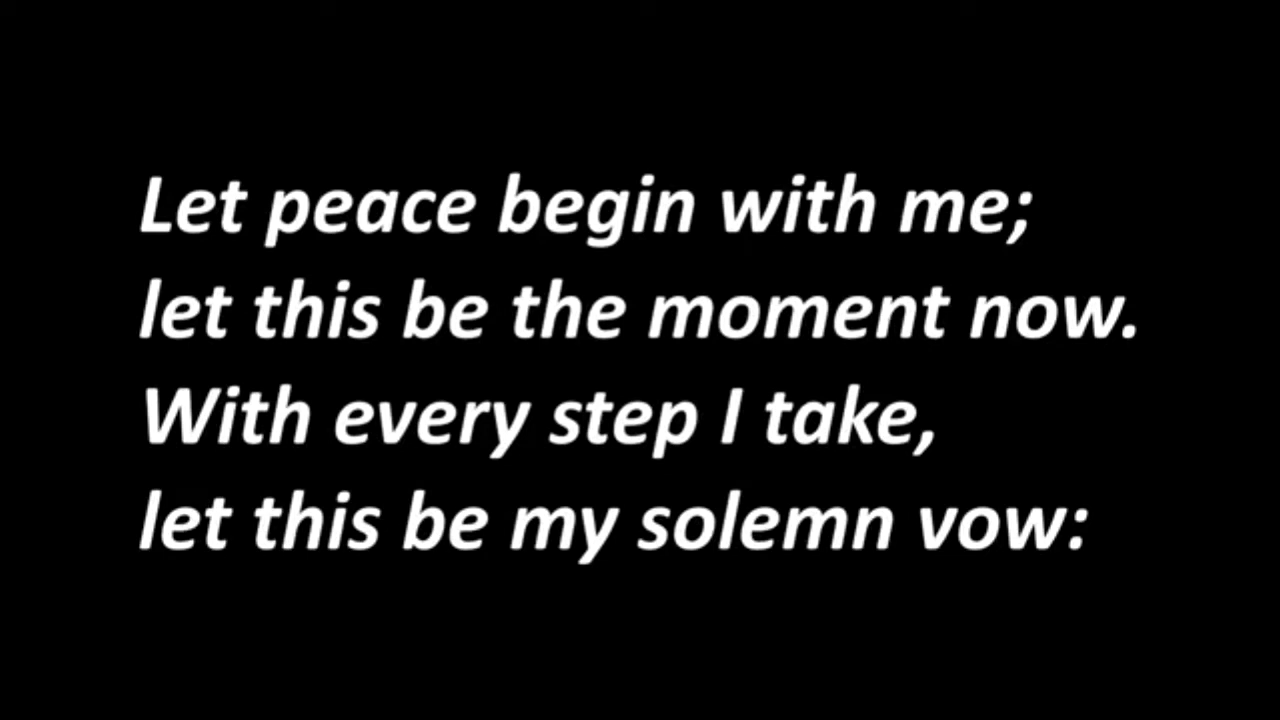 Let peace begin with me;
let this be the moment now.
With every step I take,
let this be my solemn vow: